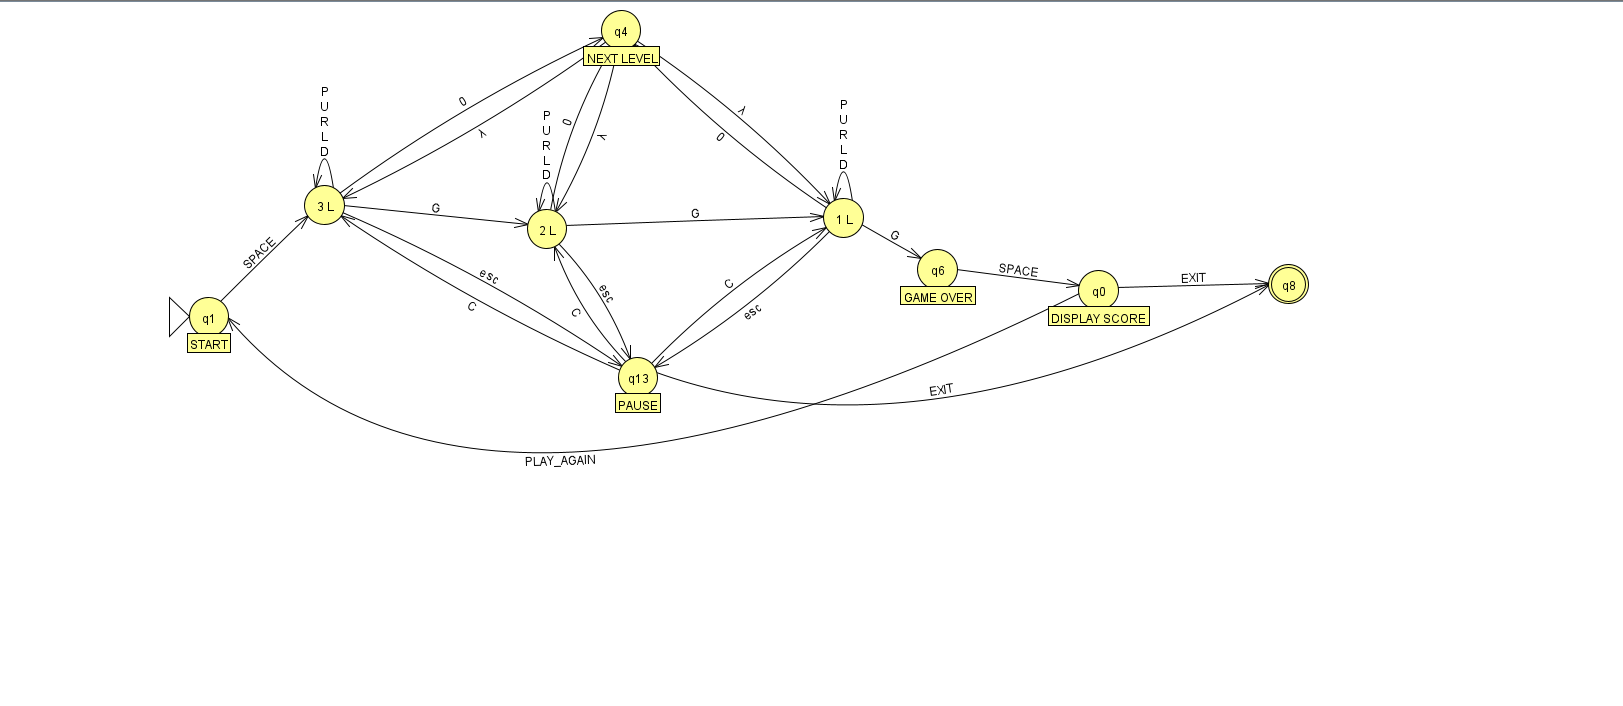 q4
NEXT LEVEL
P
U
R
L
D
0
λ
P
U
R
L
D
0
λ
λ
0
P
U
R
L
D
3 L
G
2 L
G
1 L
G
q6
GAME OVER
SPACE
q0
DISPLAY SCORE
EXIT
q8
SPACE
q1
START
esc
C
esc
C
C
esc
q13
PAUSE
EXIT
PLAY_AGAIN